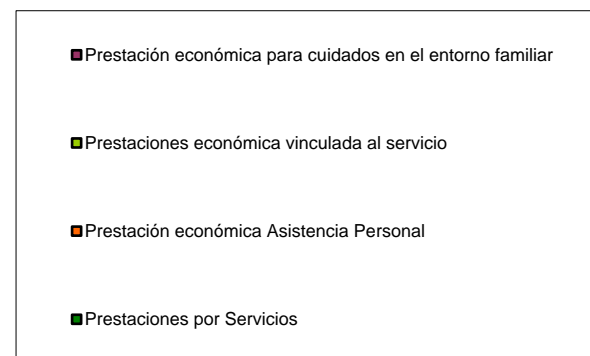 Prestación económica para cuidados en el entorno familiar
Prestaciones económica vinculada al servicio
Prestación económica Asistencia Personal
Prestaciones por Servicios